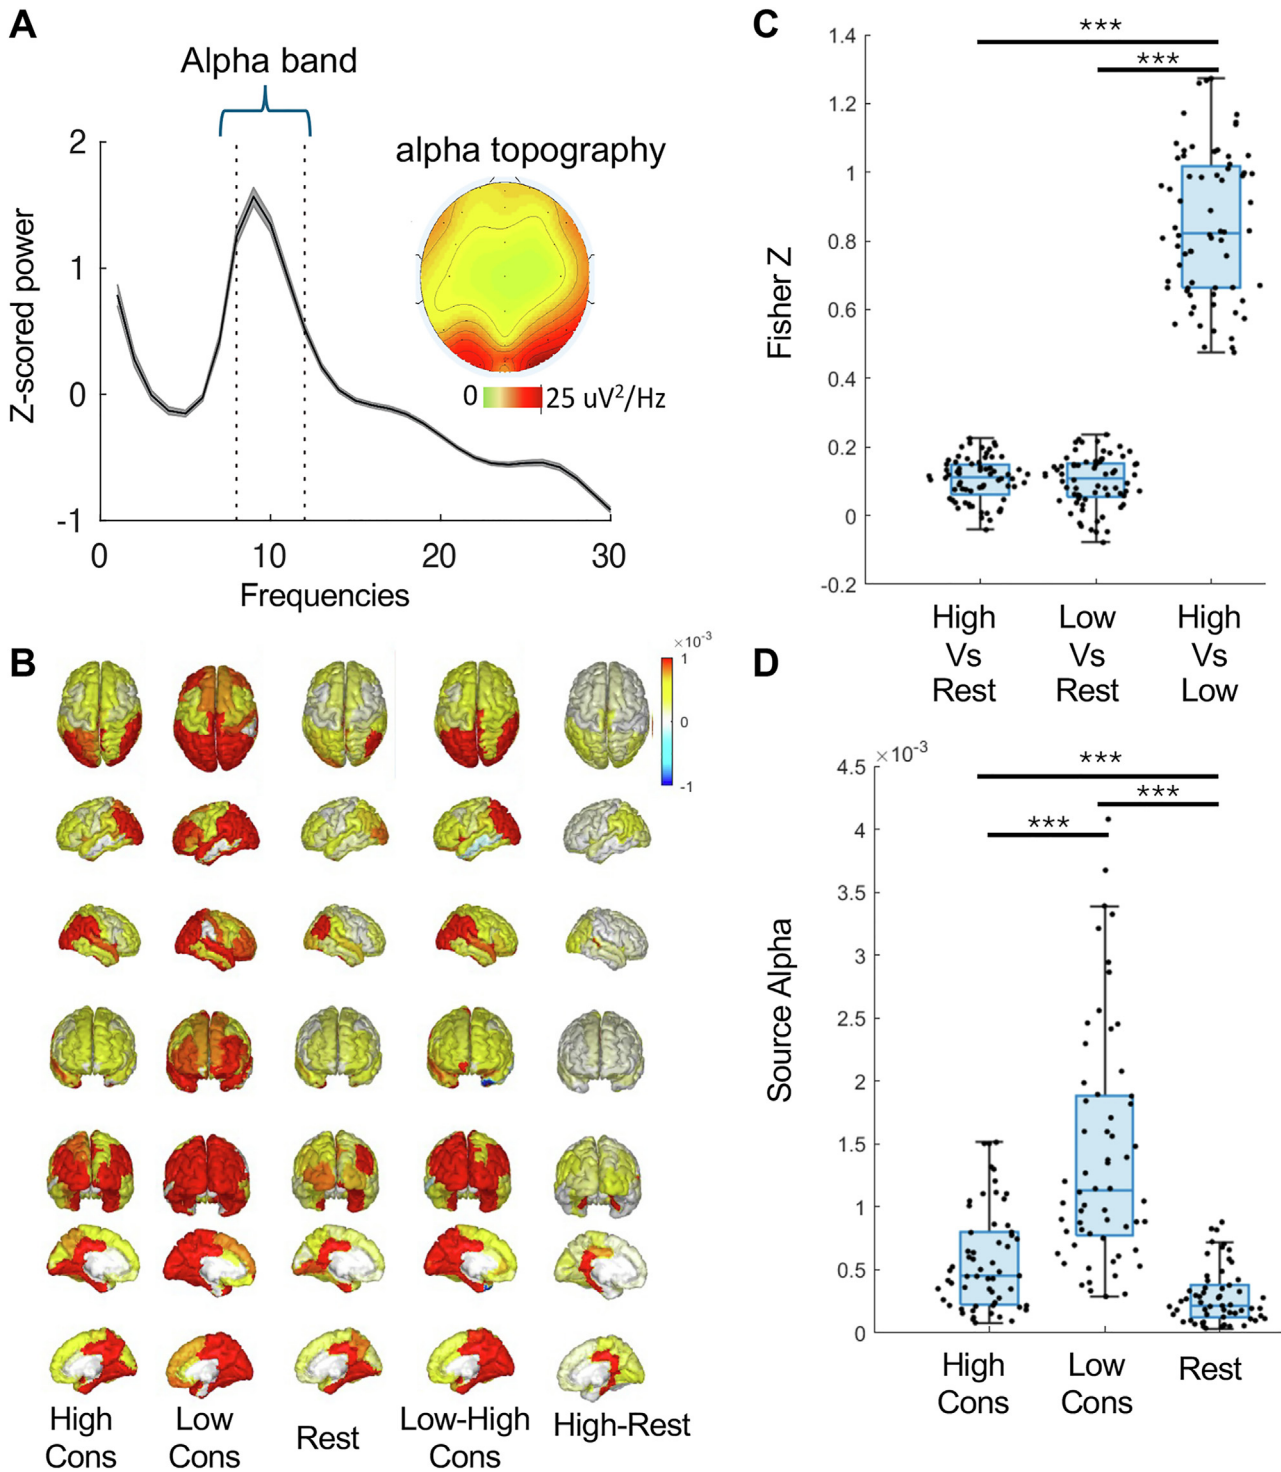 A
Alpha band
2
1
0
-1
Z-scored power
0
10
20
30
Frequencies
alpha topography
0
25 uV²/Hz
C
1.4
1.2
1
0.8
0.6
0.4
0.2
0
-0.2
Fisher Z
***
***
High
Vs
Rest
Low
Vs
Rest
High
Vs
Low
B
×10⁻³
1
0
-1
High
Cons
Low
Cons
Rest
Low-High
Cons
High-Rest
D
×10⁻³
4.5
4
3.5
3
2.5
2
1.5
1
0.5
0
Source Alpha
***
***
***
High
Cons
Low
Cons
Rest